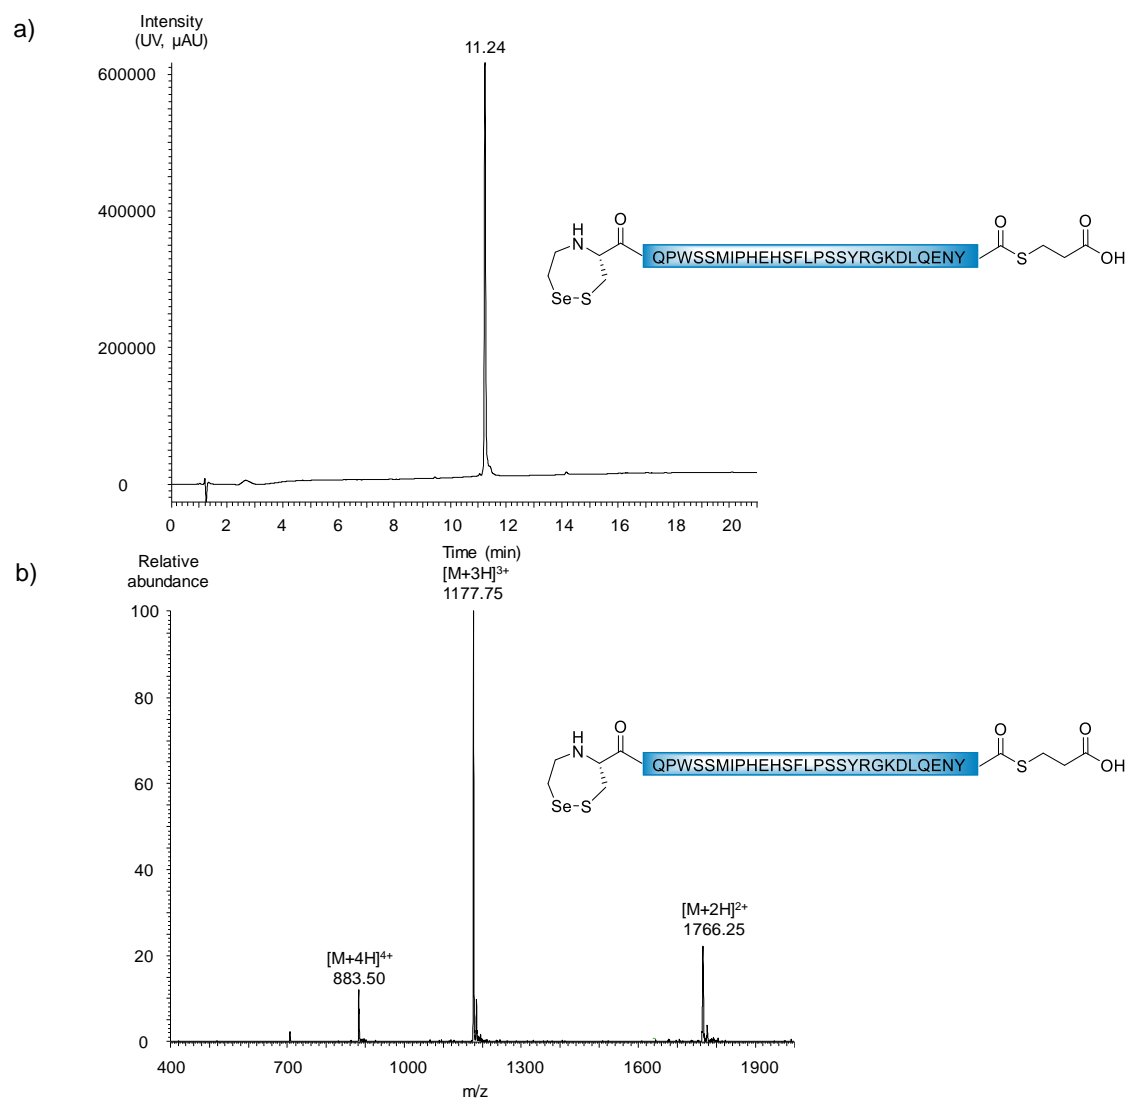 a)
Intensity
(UV, µAU)
11.24
600000
400000
200000
0
H
N
O
Se-S
QPWSSMIPHEHSFLPSSYRGKDLQENY
O
S
O
OH
0 2 4 6 8 10 12 14 16 18 20
Time (min)
b)
Relative
abundance
[M+3H]3+
1177.75
100
80
60
40
20
0
H
N
O
Se-S
QPWSSMIPHEHSFLPSSYRGKDLQENY
O
S
O
OH
[M+2H]2+
1766.25
[M+4H]4+
883.50
400 700 1000 1300 1600 1900
m/z